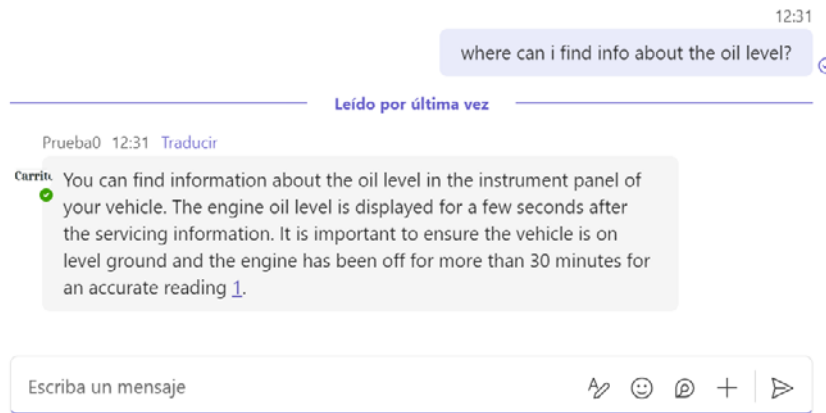 12:31
where can i find info about the oil level?
Leído por última vez
Prueba0 12:31 Traducir
You can find information about the oil level in the instrument panel of
your vehicle. The engine oil level is displayed for a few seconds after
the servicing information. It is important to ensure the vehicle is on
level ground and the engine has been off for more than 30 minutes for
an accurate reading 1.
Escriba un mensaje